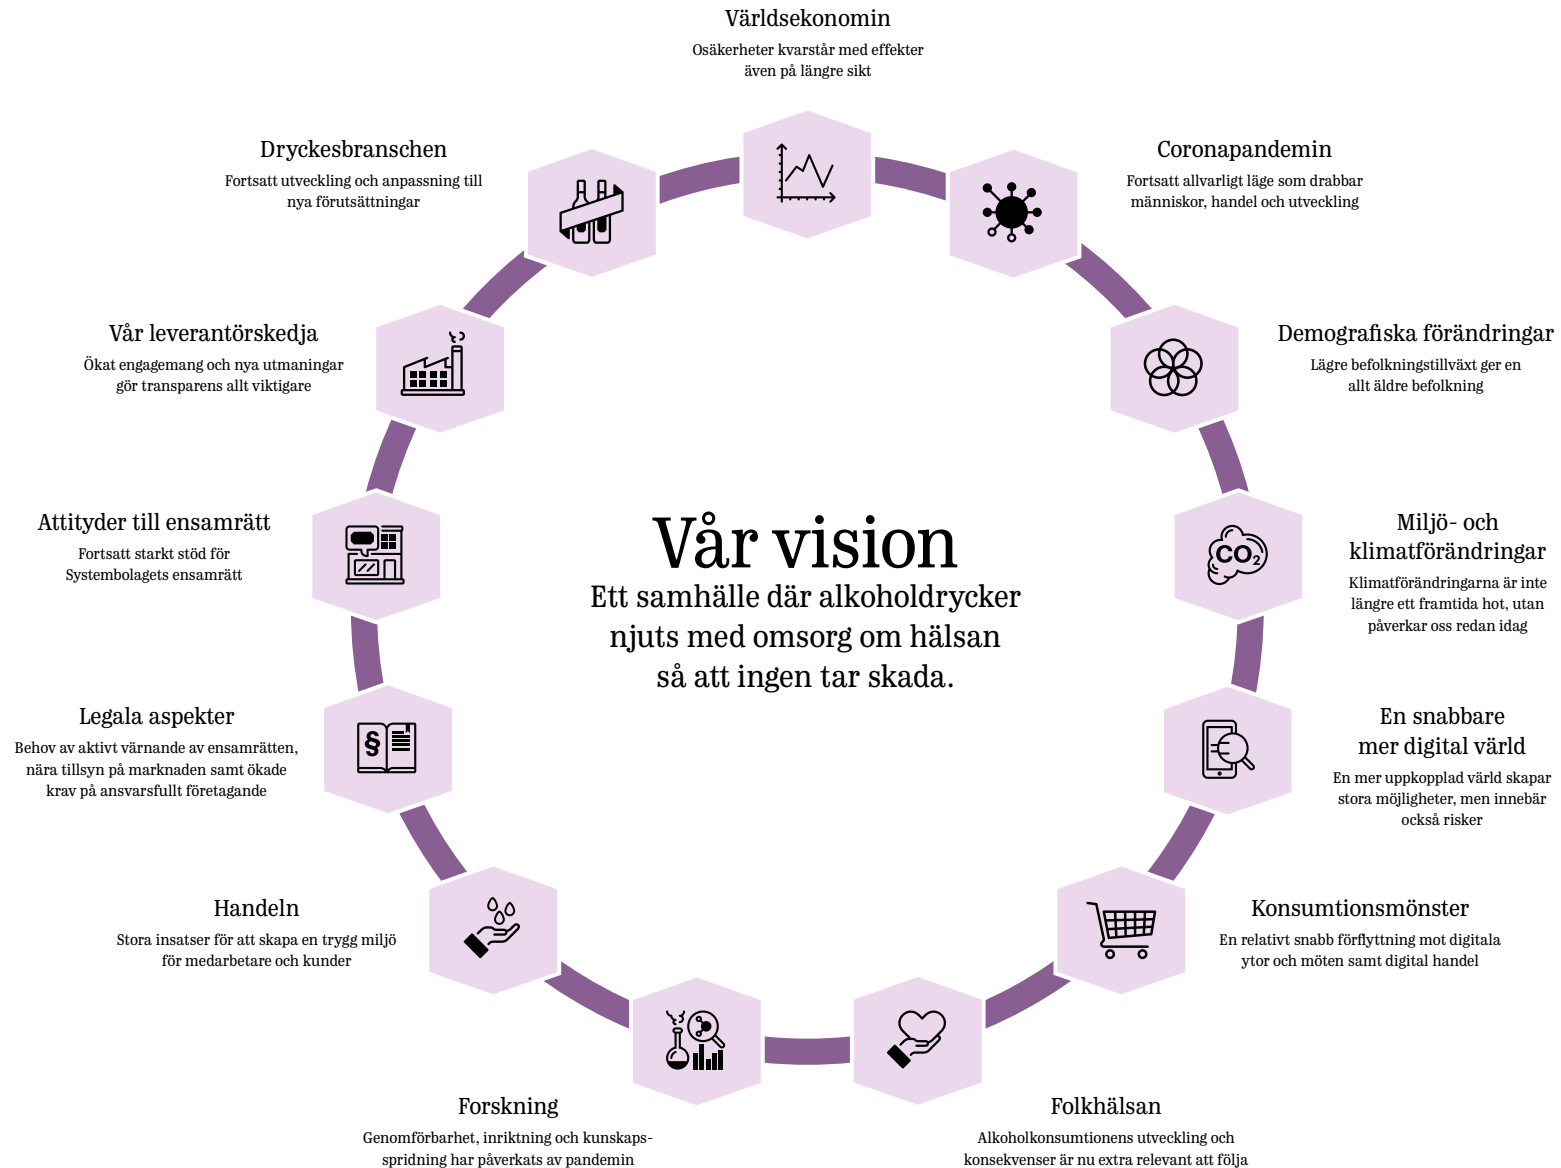 Världsekonomin
Osäkerheter kvarstår med effekter
även på längre sikt
Coronapandemin
Fortsatt allvarligt läge som drabbar
människor, handel och utveckling
Demografiska förändringar
Lägre befolkningstillväxt ger en
allt äldre befolkning
Miljö- och
klimatförändringar
Klimatförändringarna är inte
längre ett framtida hot, utan
påverkar oss redan idag
CO₂
En snabbare
mer digital värld
En mer uppkopplad värld skapar
stora möjligheter, men innebär
också risker
Konsumtionsmönster
En relativt snabb förflyttning mot digitala
ytor och möten samt digital handel
Folkhälsan
Alkoholkonsumtionens utveckling och
konsekvenser är nu extra relevant att följa
Forskning
Genomförbarhet, inriktning och kunskaps-
spridning har påverkats av pandemin
Handeln
Stora insatser för att skapa en trygg miljö
för medarbetare och kunder
Legala aspekter
Behov av aktivt värnande av ensamrätten,
nära tillsyn på marknaden samt ökade
krav på ansvarsfullt företagande
§
Attityder till ensamrätt
Fortsatt starkt stöd för
Systembolagets ensamrätt
Vår leverantörskedja
Ökat engagemang och nya utmaningar
gör transparens allt viktigare
Dryckesbranschen
Fortsatt utveckling och anpassning till
nya förutsättningar
Vår vision
Ett samhälle där alkoholdrycker
njuts med omsorg om hälsan
så att ingen tar skada.